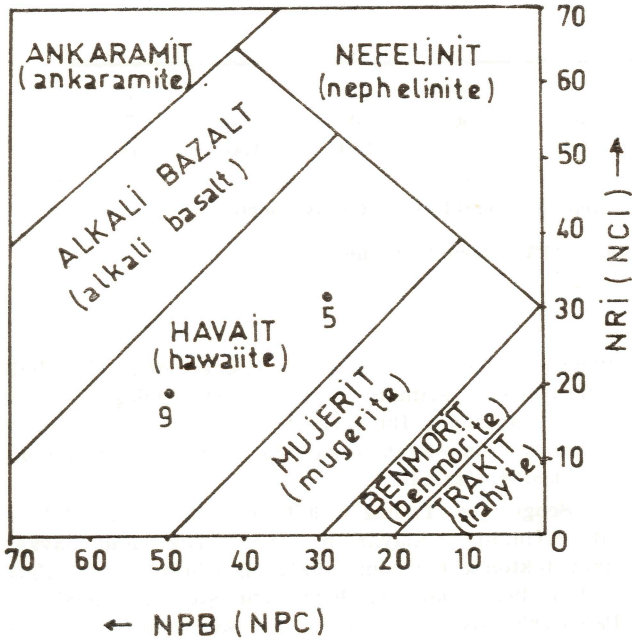 ANKARAMİT
(ankaramite)
NEFELİNİT
(nephelinite)
ALKALİ BAZALT
(alkali basalt)
HAVAİT
(hawaiite)
5
9
MUJERİT
(mugerite)
BENMORİT
(benmorite)
TRAKİT
(trahyte)
70
60
50
40
30
20
10
0
NRİ (NCI) →
70 60 50 40 30 20 10
← NPB (NPC)